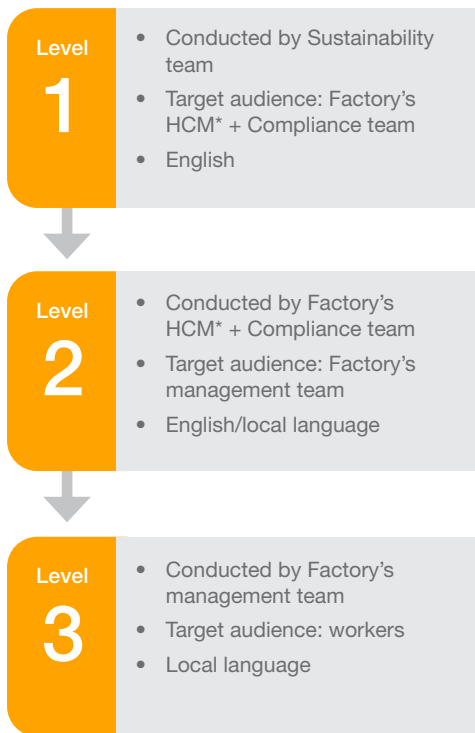 Level
1
• Conducted by Sustainability
team
• Target audience: Factory's
HCM* + Compliance team
• English
Level
2
• Conducted by Factory's
HCM* + Compliance team
• Target audience: Factory's
management team
• English/local language
Level
3
• Conducted by Factory's
management team
• Target audience: workers
• Local language